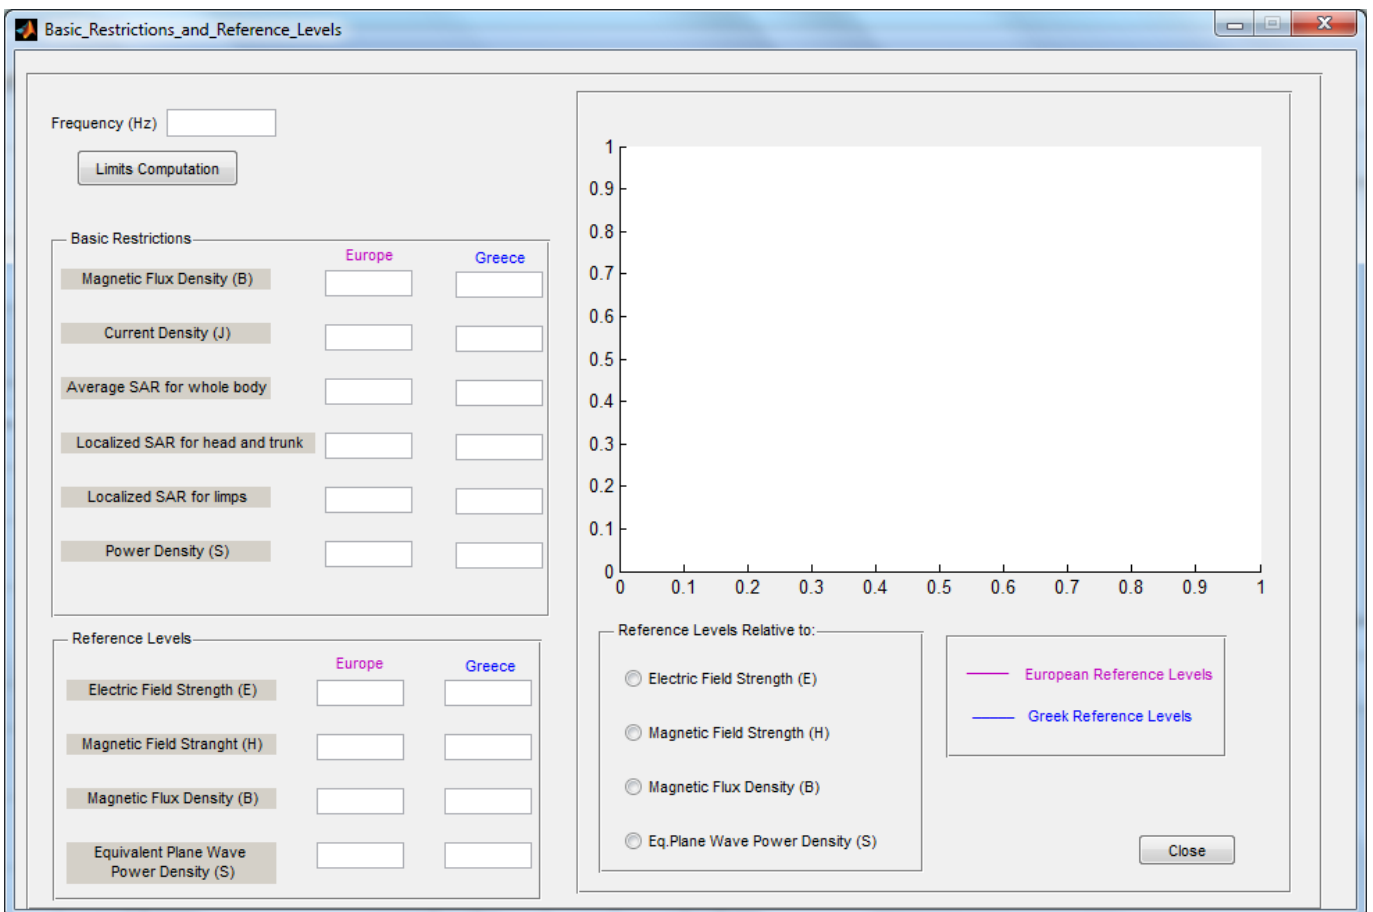 Basic_Restrictions_and_Reference_Levels
Frequency (Hz)
Limits Computation
Basic Restrictions
Europe
Greece
Magnetic Flux Density (B)
Current Density (J)
Average SAR for whole body
Localized SAR for head and trunk
Localized SAR for limps
Power Density (S)
Reference Levels
Europe
Greece
Electric Field Strength (E)
Magnetic Field Stranght (H)
Magnetic Flux Density (B)
Equivalent Plane Wave
Power Density (S)
1
0.9
0.8
0.7
0.6
0.5
0.4
0.3
0.2
0.1
0
0 0.1 0.2 0.3 0.4 0.5 0.6 0.7 0.8 0.9 1
Reference Levels Relative to:
Electric Field Strength (E)
Magnetic Field Strength (H)
Magnetic Flux Density (B)
Eq.Plane Wave Power Density (S)
European Reference Levels
Greek Reference Levels
Close